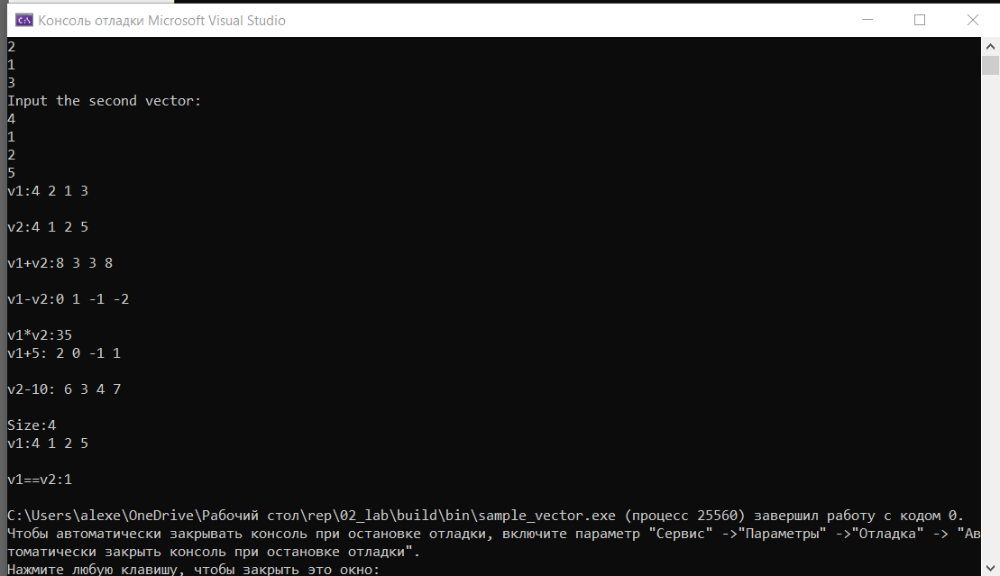 Консоль отладки Microsoft Visual Studio
2
1
3
Input the second vector:
4
1
2
5
v1:4 2 1 3
v2:4 1 2 5
v1+v2:8 3 3 8
v1-v2:0 1 -1 -2
v1*v2:35
v1+5: 2 0 -1 1
v2-10: 6 3 4 7
Size:4
v1:4 1 2 5
v1==v2:1
C:\Users\alexe\OneDrive\Рабочий стол\rep\02_lab\build\bin\sample_vector.exe (процесс 25560) завершил работу с кодом 0.
Чтобы автоматически закрывать консоль при остановке отладки, включите параметр "Сервис" ->"Параметры" ->"Отладка" -> "Ав
томатически закрыть консоль при остановке отладки".
Нажмите любую клавишу, чтобы закрыть это окно: